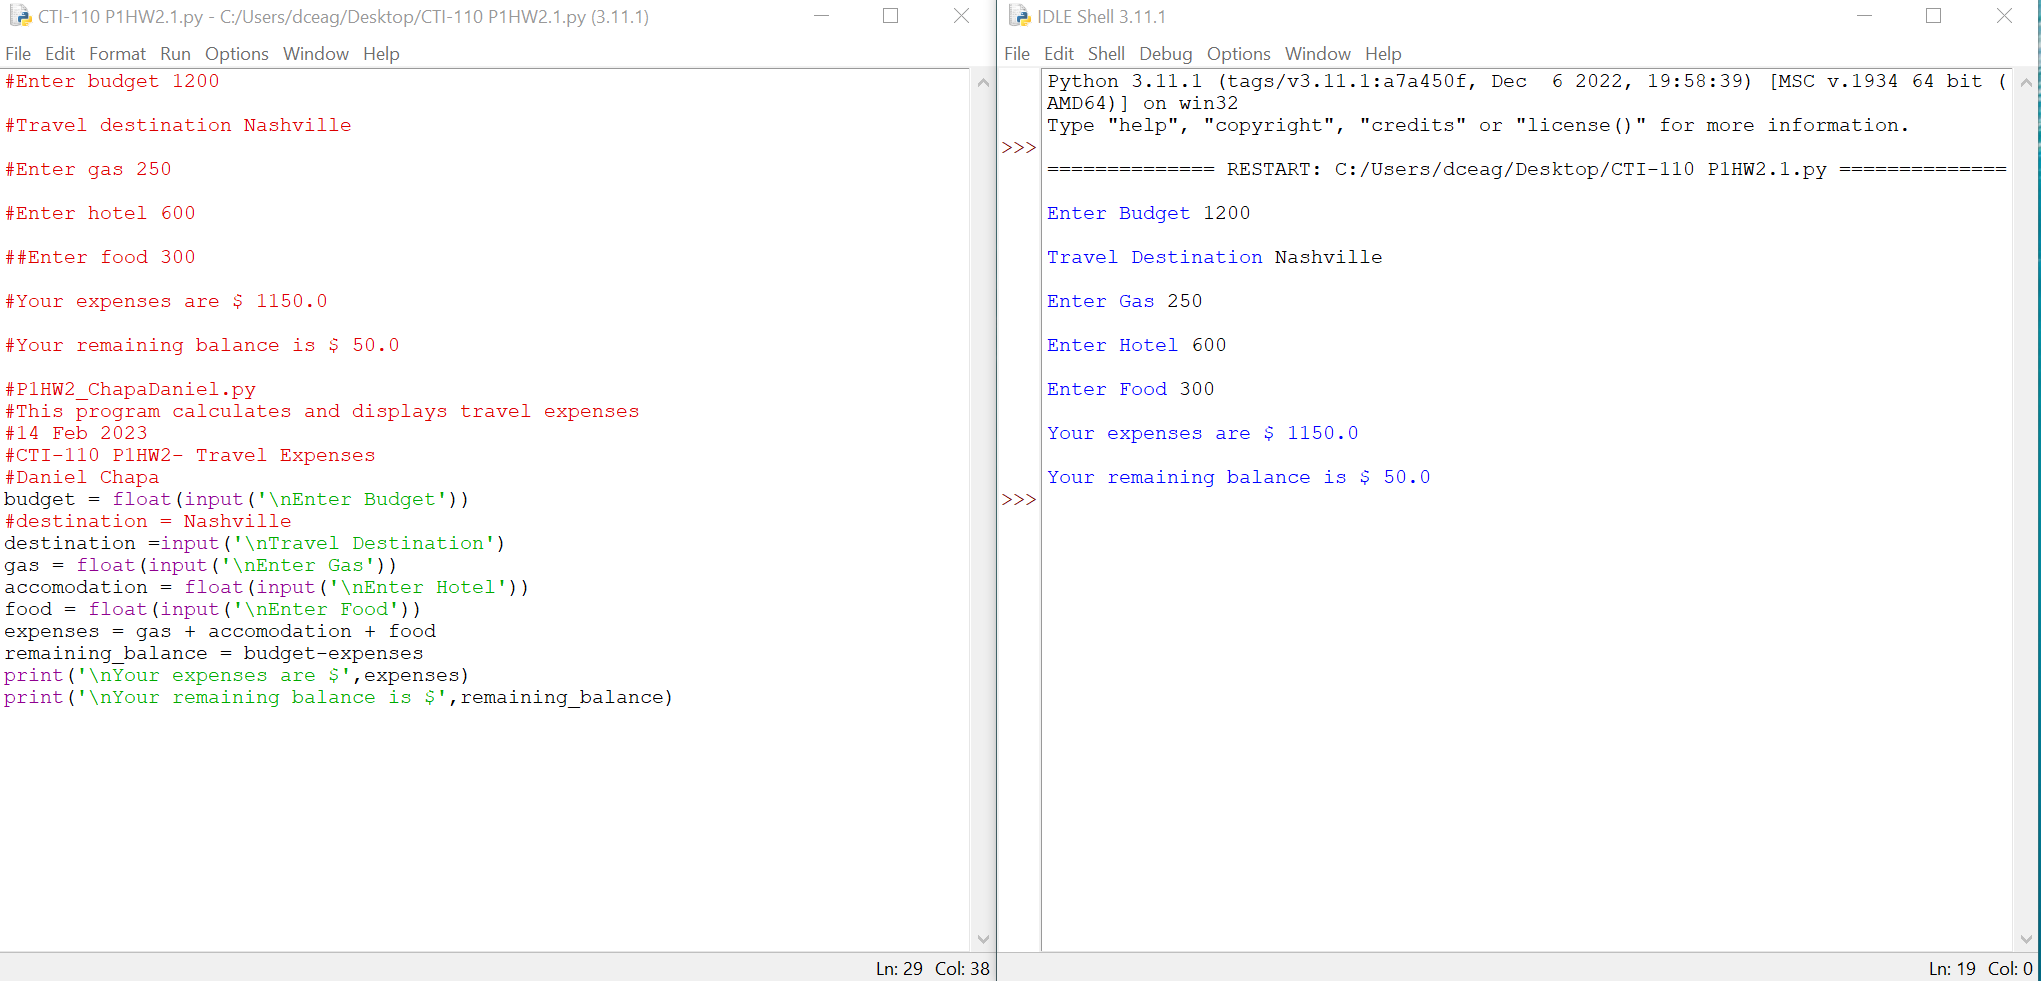 CTI-110 P1HW2.1.py - C:/Users/dceag/Desktop/CTI-110 P1HW2.1.py (3.11.1)
File Edit Format Run Options Window Help
#Enter budget 1200
#Travel destination Nashville
#Enter gas 250
#Enter hotel 600
##Enter food 300
#Your expenses are $ 1150.0
#Your remaining balance is $ 50.0
#P1HW2_ChapaDaniel.py
#This program calculates and displays travel expenses
#14 Feb 2023
#CTI-110 P1HW2- Travel Expenses
#Daniel Chapa
budget = float(input('\nEnter Budget'))
#destination = Nashville
destination =input('\nTravel Destination')
gas = float(input('\nEnter Gas'))
accomodation = float(input('\nEnter Hotel'))
food = float(input('\nEnter Food'))
expenses = gas + accomodation + food
remaining_balance = budget-expenses
print('\nYour expenses are $',expenses)
print('\nYour remaining balance is $',remaining_balance)
Ln: 29 Col: 38
IDLE Shell 3.11.1
File Edit Shell Debug Options Window Help
Python 3.11.1 (tags/v3.11.1:a7a450f, Dec  6 2022, 19:58:39) [MSC v.1934 64 bit (
AMD64)] on win32
Type "help", "copyright", "credits" or "license()" for more information.
>>>
============== RESTART: C:/Users/dceag/Desktop/CTI-110 P1HW2.1.py ==============
Enter Budget 1200
Travel Destination Nashville
Enter Gas 250
Enter Hotel 600
Enter Food 300
Your expenses are $ 1150.0
Your remaining balance is $ 50.0
>>>
Ln: 19 Col: 0